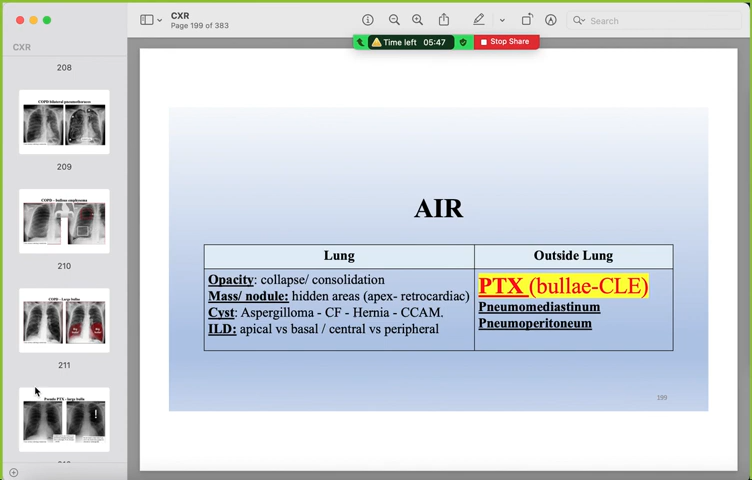 CXR
Page 199 of 383
Search
Time left 05:47
Stop Share
CXR
208
COPD bilateral pneumothoraces
209
COPD - bullous emphysema
210
COPD - Large bullae
211
Pseudo PTX - large bulla
AIR
Lung
Outside Lung
Opacity: collapse/ consolidation
Mass/ nodule: hidden areas (apex- retrocardiac)
Cyst: Aspergilloma - CF - Hernia - CCAM.
ILD: apical vs basal / central vs peripheral
PTX (bullae-CLE)
Pneumomediastinum
Pneumoperitoneum
199